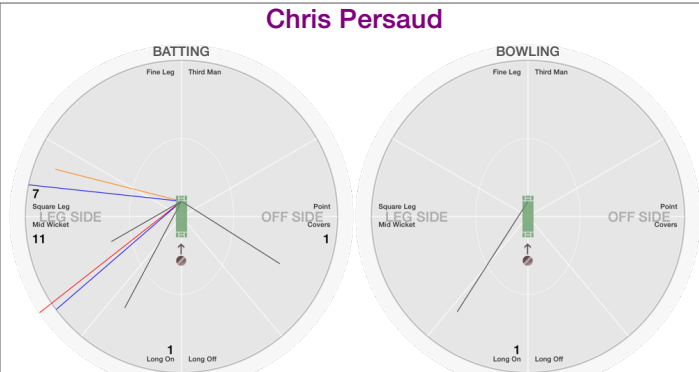 Chris Persaud
BATTING
Fine Leg Third Man
7
Square Leg Point
LEG SIDE OFF SIDE
Mid Wicket Covers
11 1
1
Long On Long Off
BOWLING
Fine Leg Third Man
Square Leg Point
LEG SIDE OFF SIDE
Mid Wicket Covers
1
Long On Long Off